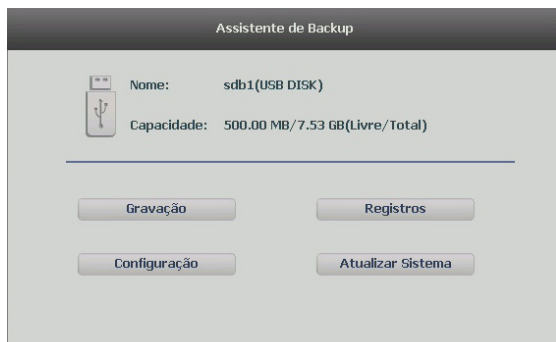 Assistente de Backup
Nome: sdb1(USB DISK)
Capacidade: 500.00 MB/7.53 GB(Livre/Total)
Gravação Registros
Configuração Atualizar Sistema